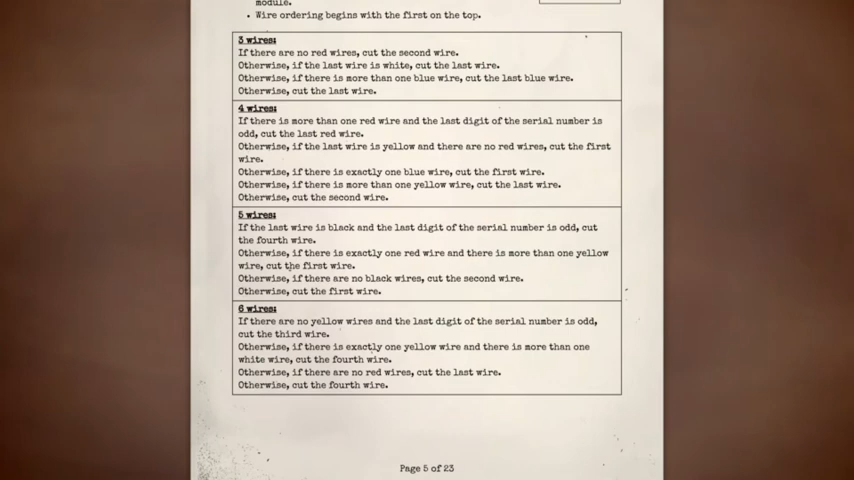 module.
• Wire ordering begins with the first on the top.
3 wires:
If there are no red wires, cut the second wire.
Otherwise, if the last wire is white, cut the last wire.
Otherwise, if there is more than one blue wire, cut the last blue wire.
Otherwise, cut the last wire.
4 wires:
If there is more than one red wire and the last digit of the serial number is
odd, cut the last red wire.
Otherwise, if the last wire is yellow and there are no red wires, cut the first
wire.
Otherwise, if there is exactly one blue wire, cut the first wire.
Otherwise, if there is more than one yellow wire, cut the last wire.
Otherwise, cut the second wire.
5 wires:
If the last wire is black and the last digit of the serial number is odd, cut
the fourth wire.
Otherwise, if there is exactly one red wire and there is more than one yellow
wire, cut the first wire.
Otherwise, if there are no black wires, cut the second wire.
Otherwise, cut the first wire.
6 wires:
If there are no yellow wires and the last digit of the serial number is odd,
cut the third wire.
Otherwise, if there is exactly one yellow wire and there is more than one
white wire, cut the fourth wire.
Otherwise, if there are no red wires, cut the last wire.
Otherwise, cut the fourth wire.
Page 5 of 23